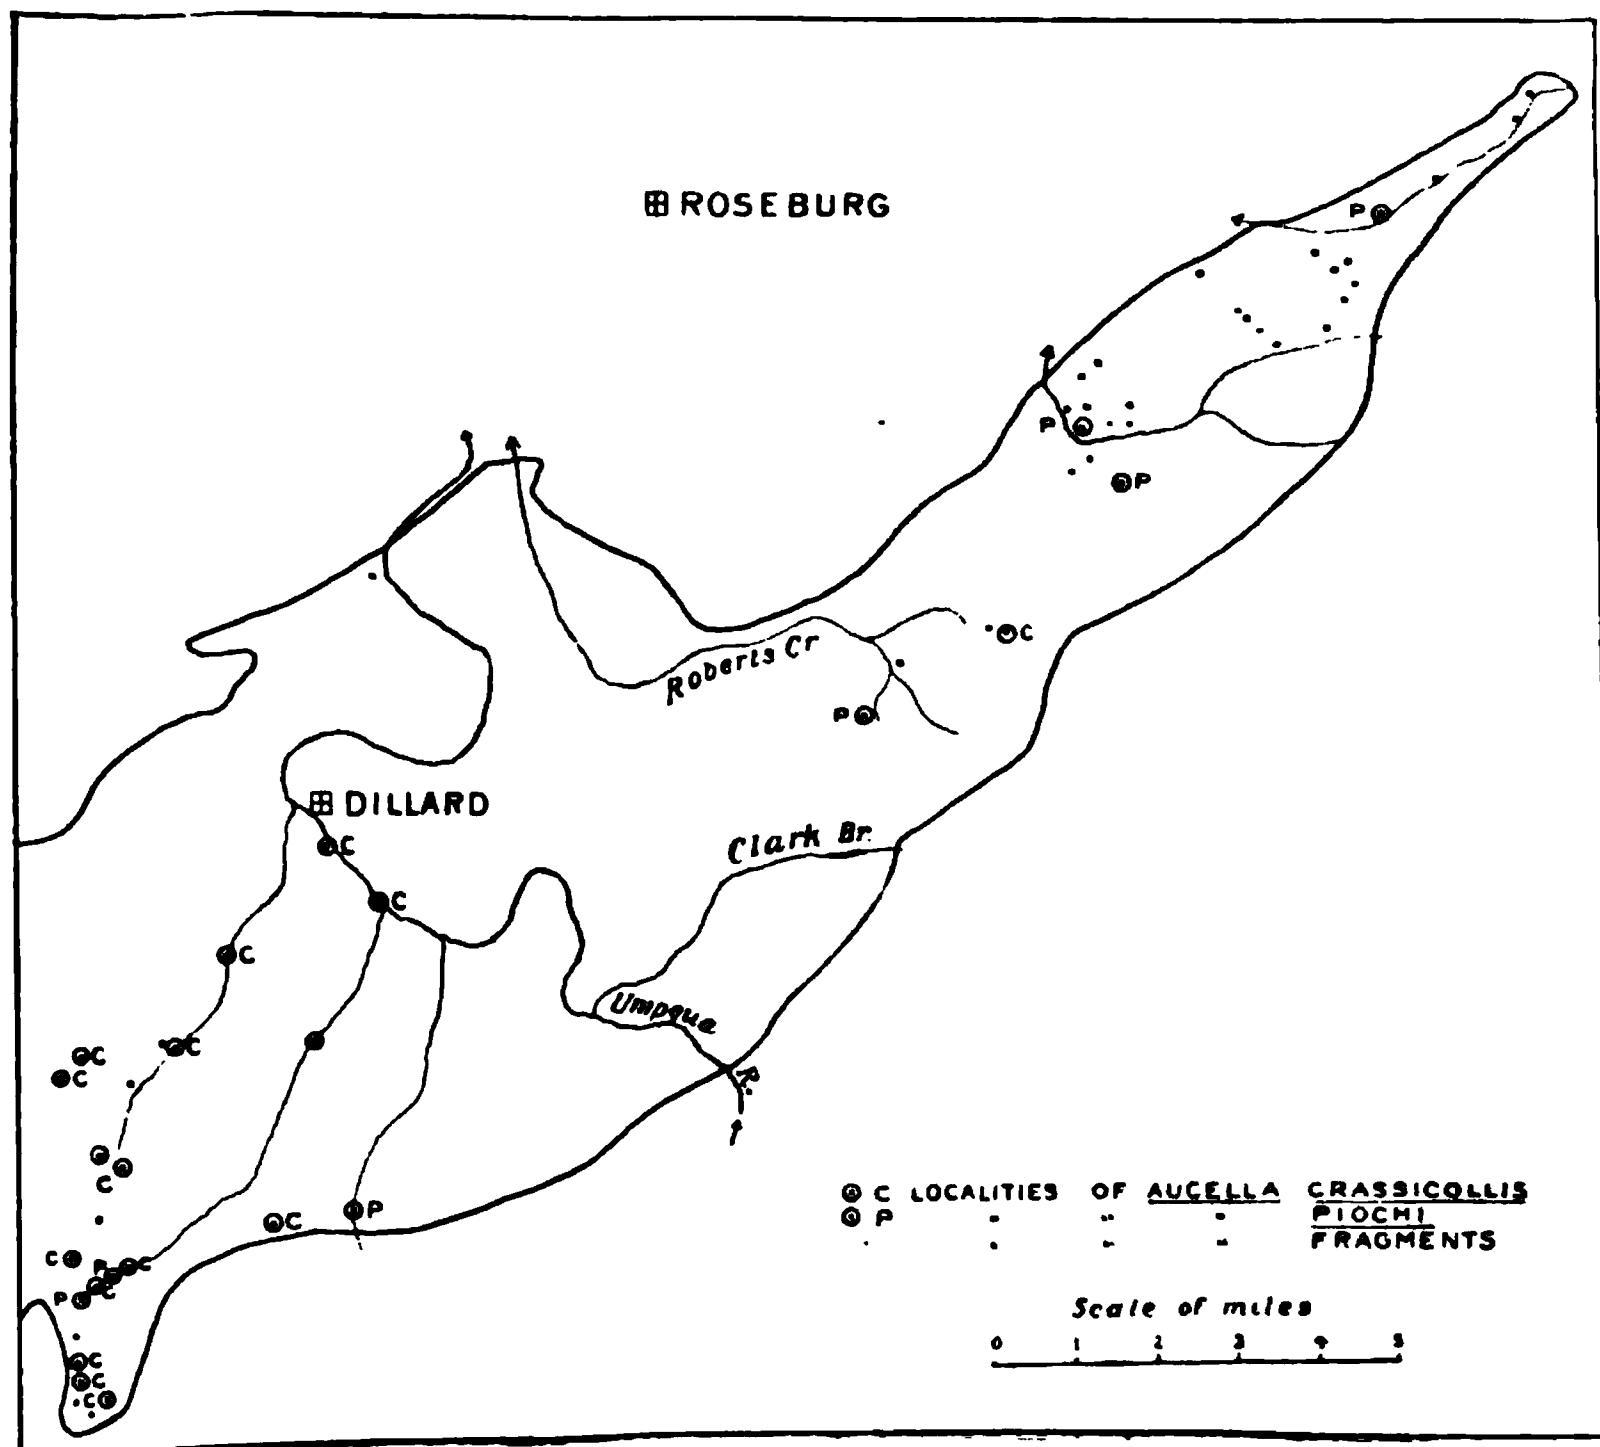 ROSEBURG
P
P
P
C
Roberts Cr
P
DILLARD
C
Clark Br.
C
C
Umpqua
R.
C
C
C
C
C
P
C
C
P
C
P
C
C
C
C
C LOCALITIES OF AUCELLA CRASSICOLLIS
P " " " PIOCHI
. " " " FRAGMENTS
Scale of miles
0 1 2 3 4 5